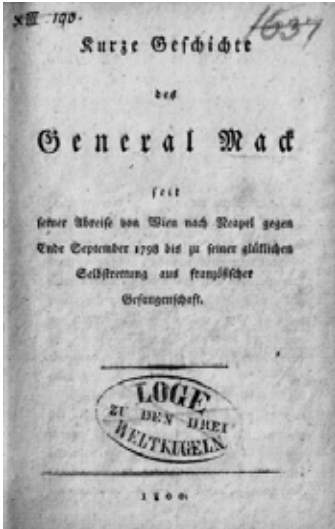 XIII 190.
1637
Kurze Geschichte
des
General Mack
seit
seiner Abreise von Wien nach Neapel gegen
Ende September 1798 bis zu seiner glüklichen
Selbstrettung aus französischer
Gefangenschaft.
LOGE
ZU DEN DREI
WELTKUGELN
1800.